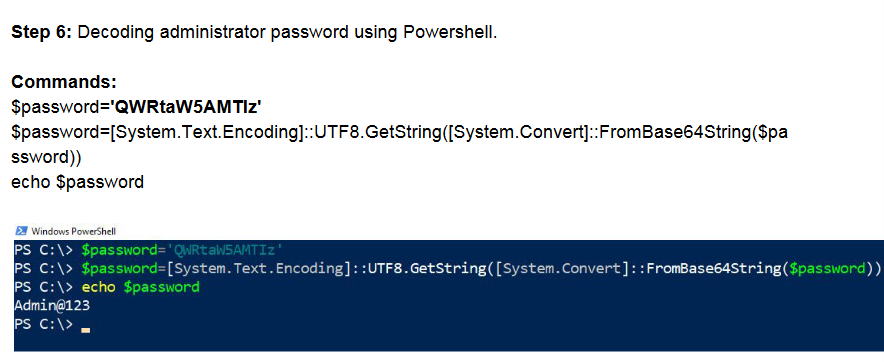 Step 6: Decoding administrator password using Powershell.
Commands:
$password='QWRtaW5AMTIz'
$password=[System.Text.Encoding]::UTF8.GetString([System.Convert]::FromBase64String($pa
ssword))
echo $password
Windows PowerShell
PS C:\> $password='QWRtaW5AMTIz'
PS C:\> $password=[System.Text.Encoding]::UTF8.GetString([System.Convert]::FromBase64String($password))
PS C:\> echo $password
Admin@123
PS C:\>